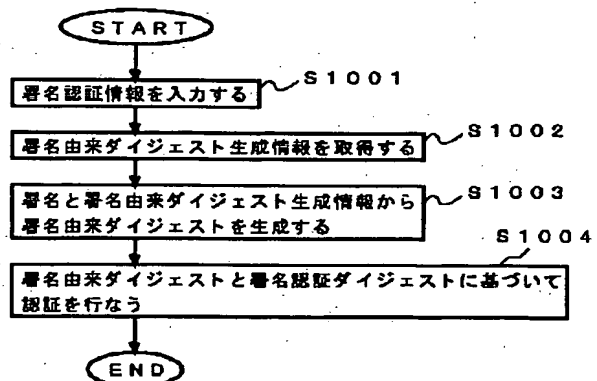 START
S1001
署名認証情報を入力する
S1002
署名由来ダイジェスト生成情報を取得する
S1003
署名と署名由来ダイジェスト生成情報から
署名由来ダイジェストを生成する
S1004
署名由来ダイジェストと署名認証ダイジェストに基づいて
認証を行なう
END